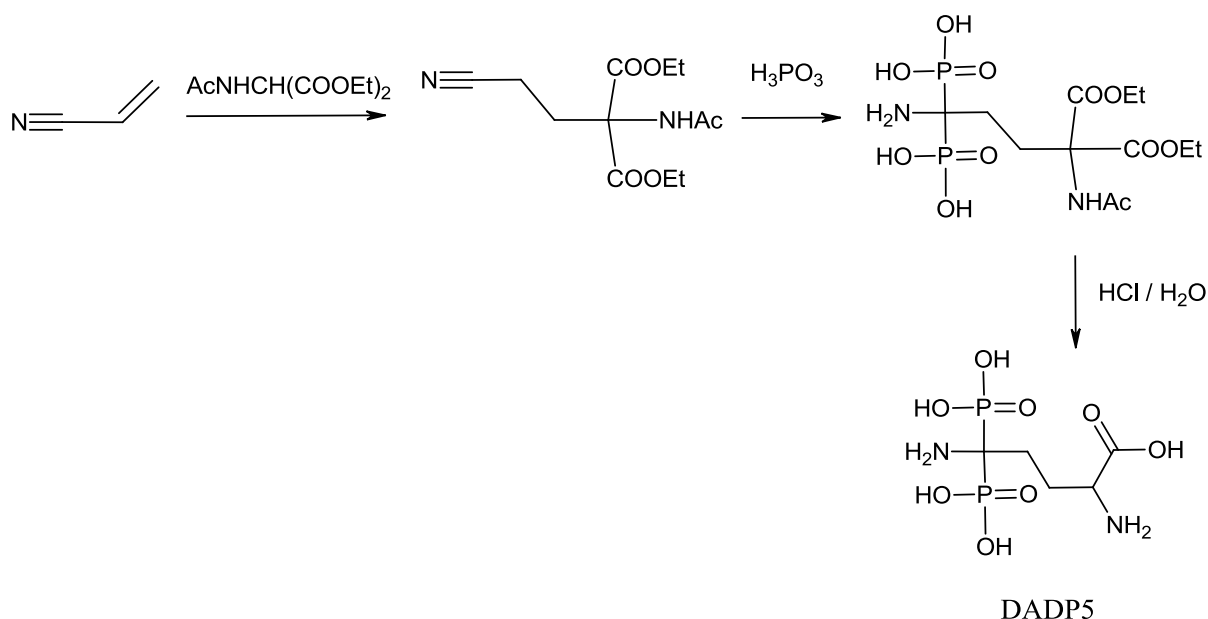 N
AcNHCH(COOEt)₂
N
COOEt
NHAc
COOEt
H₃PO₃
OH
HO P O
H₂N
HO P O
OH
COOEt
COOEt
NHAc
HCl / H₂O
OH
HO P O
H₂N
HO P O
OH
O
OH
NH₂
DADP5